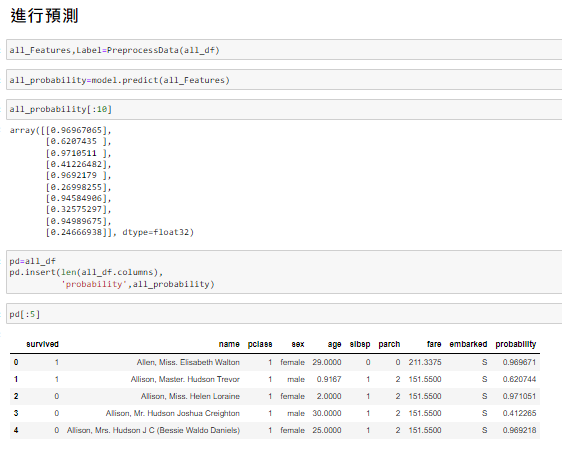 進行預測
all_Features,Label=PreprocessData(all_df)
all_probability=model.predict(all_Features)
all_probability[:10]
array([[0.96967065],
[0.6207435 ],
[0.9710511 ],
[0.41226482],
[0.9692179 ],
[0.26998255],
[0.94584906],
[0.32575297],
[0.94989675],
[0.24666938]], dtype=float32)
pd=all_df
pd.insert(len(all_df.columns),
'probability',all_probability)
pd[:5]
survived name pclass sex age sibsp parch fare embarked probability
0 1 Allen, Miss. Elisabeth Walton 1 female 29.0000 0 0 211.3375 S 0.969671
1 1 Allison, Master. Hudson Trevor 1 male 0.9167 1 2 151.5500 S 0.620744
2 0 Allison, Miss. Helen Loraine 1 female 2.0000 1 2 151.5500 S 0.971051
3 0 Allison, Mr. Hudson Joshua Creighton 1 male 30.0000 1 2 151.5500 S 0.412265
4 0 Allison, Mrs. Hudson J C (Bessie Waldo Daniels) 1 female 25.0000 1 2 151.5500 S 0.969218